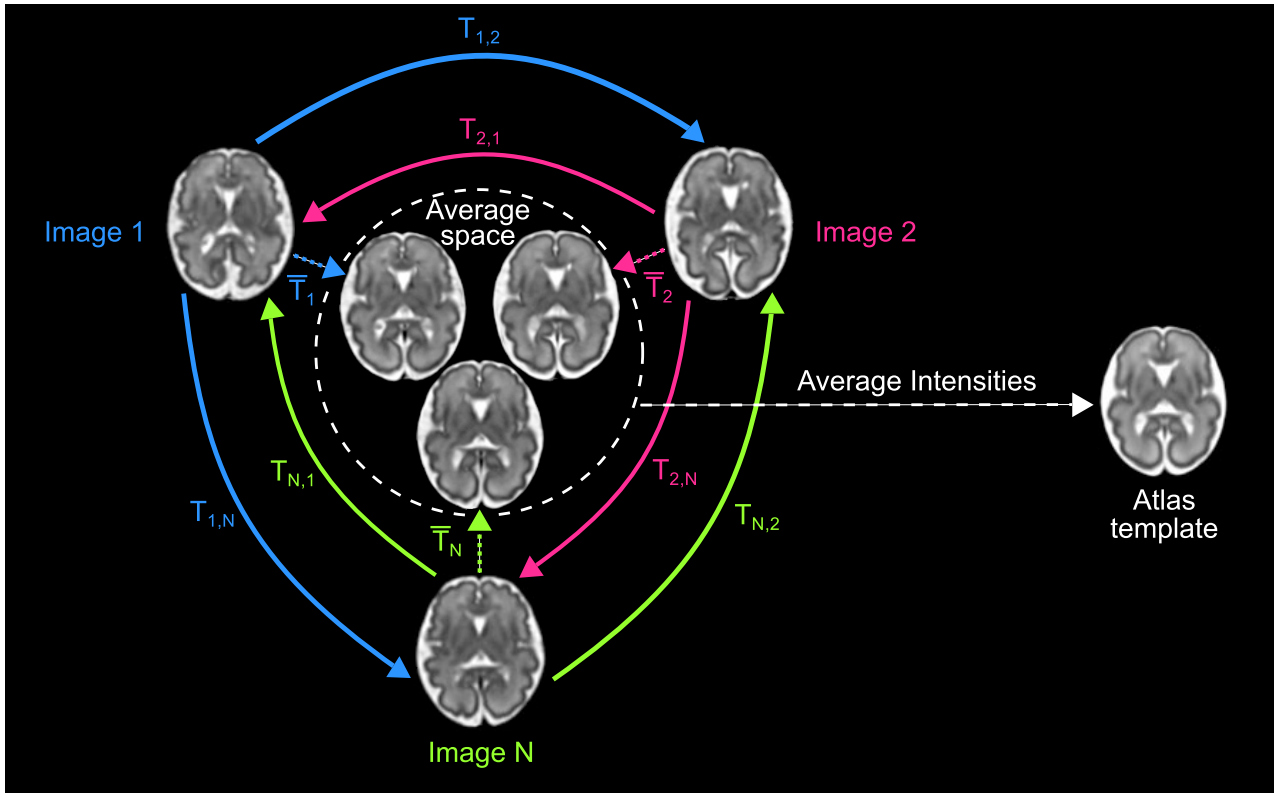 T1,2
T2,1
Image 1
Average
space
Image 2
T̅1
T̅2
Average Intensities
TN,1
T2,N
T1,N
TN,2
T̅N
Atlas
template
Image N